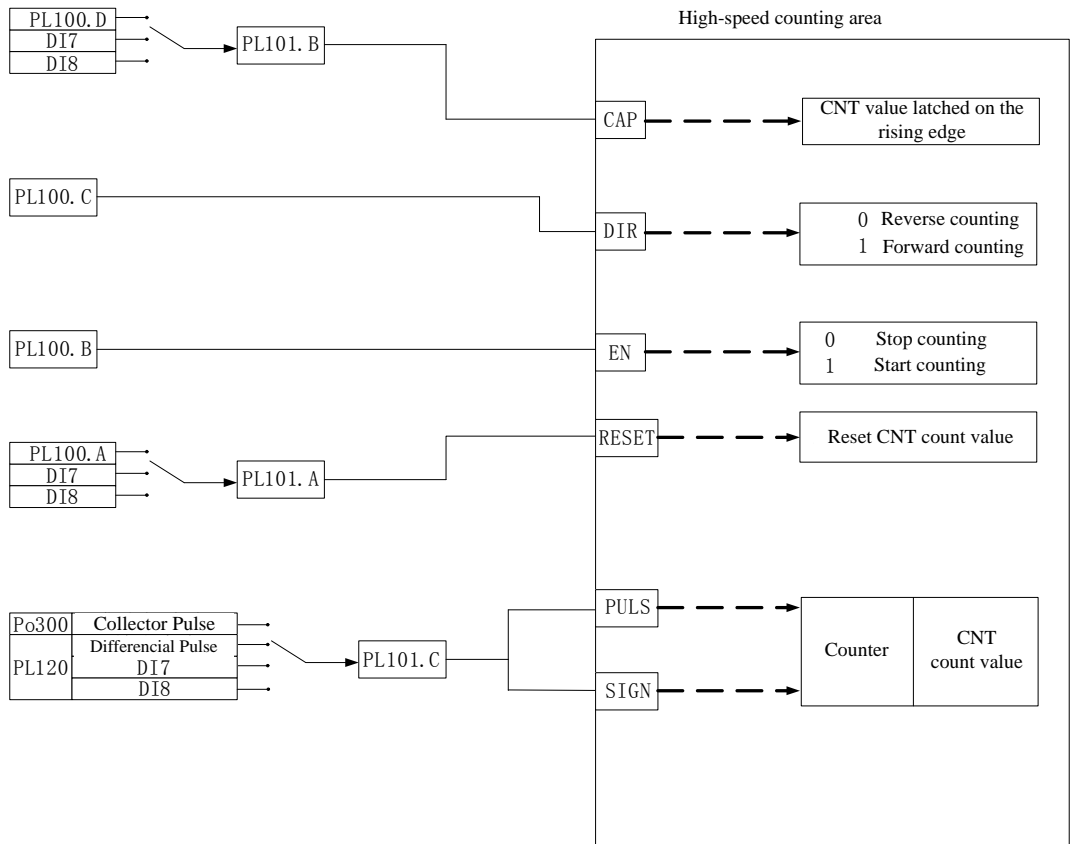 High-speed counting area
PL100.D
DI7
DI8
PL101.B
CAP
CNT value latched on the
rising edge
PL100.C
DIR
0 Reverse counting
1 Forward counting
PL100.B
EN
0 Stop counting
1 Start counting
PL100.A
DI7
DI8
PL101.A
RESET
Reset CNT count value
Po300 Collector Pulse
PL120
Differencial Pulse
DI7
DI8
PL101.C
PULS
SIGN
Counter
CNT
count value